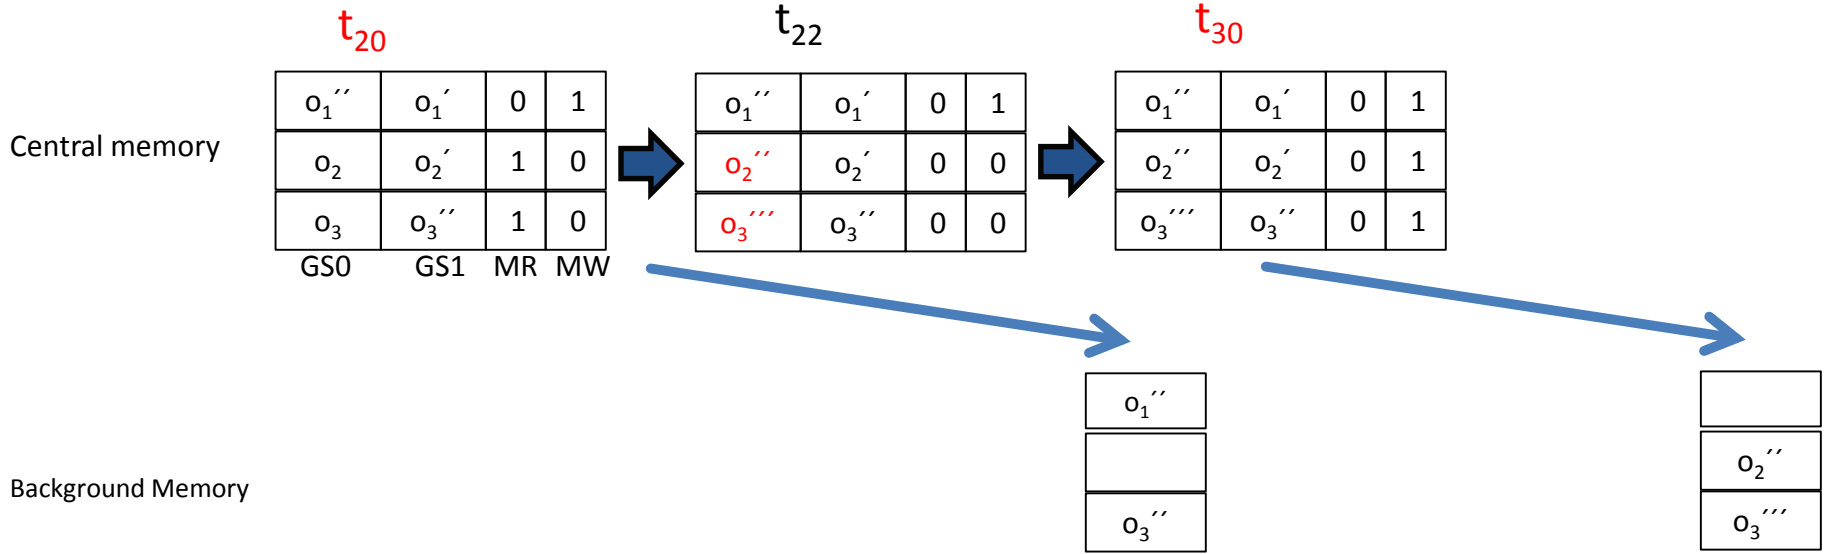 t20 t22 t30
o1´´ o1´ 0 1 o1´´ o1´ 0 1 o1´´ o1´ 0 1
Central memory
o2 o2´ 1 0 o2´´ o2´ 0 0 o2´´ o2´ 0 1
o3 o3´´ 1 0 o3´´´ o3´´ 0 0 o3´´´ o3´´ 0 1
GS0 GS1 MR MW
o1´´
o2´´
Background Memory
o3´´ o3´´´